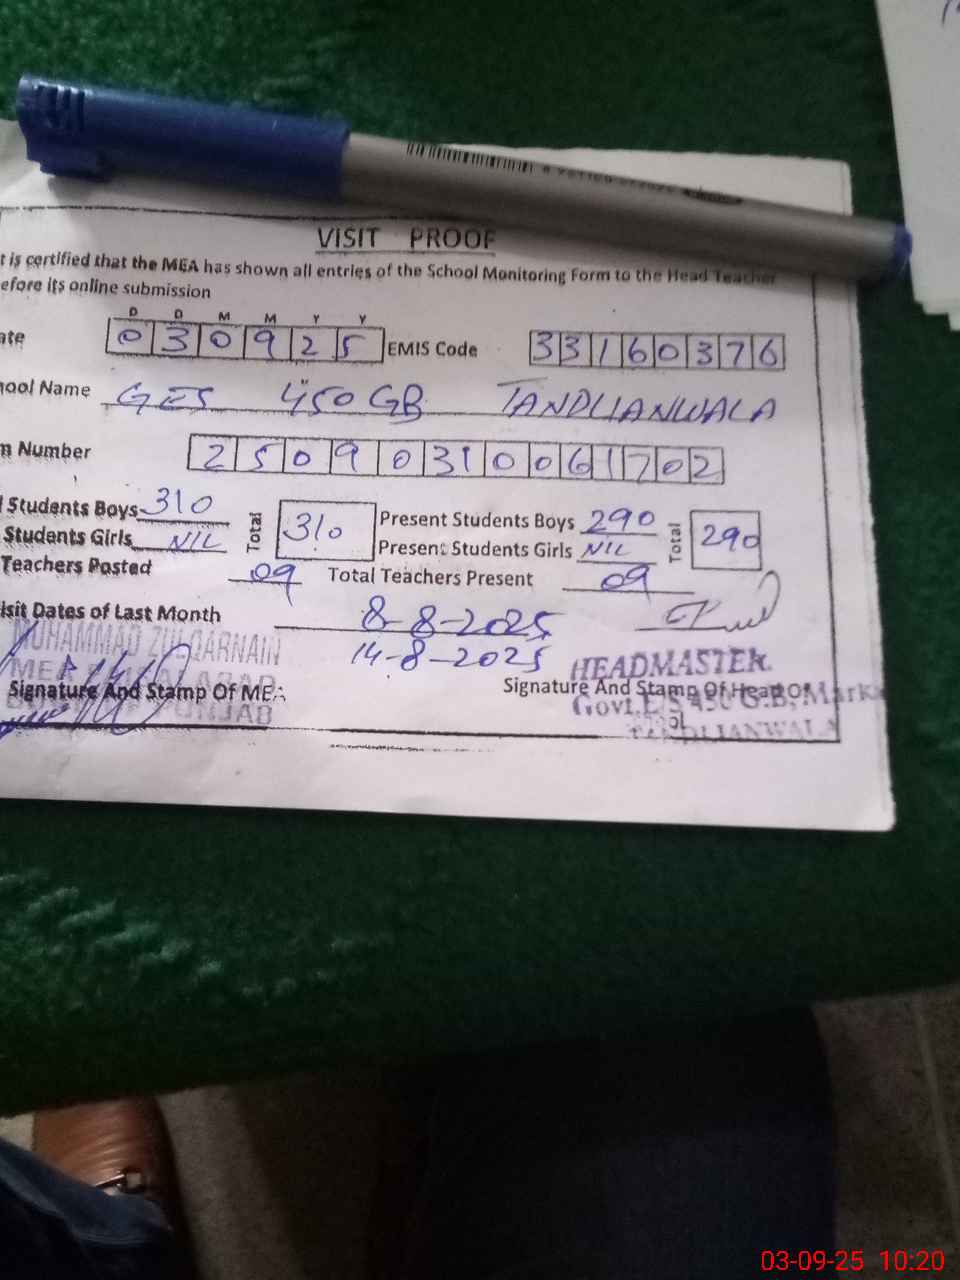 VISIT PROOF
t is certified that the MEA has shown all entries of the School Monitoring Form to the Head Teacher
efore its online submission
D D M M Y Y
ate 0 3 0 9 2 5 EMIS Code 3 3 1 6 0 3 7 6
hool Name GES 450 GB TANDLIANWALA
m Number 2 5 0 9 0 3 1 0 0 6 1 7 0 2
Students Boys 310 Total 310 Present Students Boys 290 Total 290
Students Girls NIL Present Students Girls NIL
Teachers Posted 09 Total Teachers Present 09
isit Dates of Last Month 8-8-2025
14-8-2025
MUHAMMAD ZULQARNAIN
MEA
PUNJAB
Signature And Stamp Of MEA
HEADMASTER
Signature And Stamp Of Head Of
Govt. E/S 450 G.B, Mark
TANDLIANWALA
03-09-25 10:20